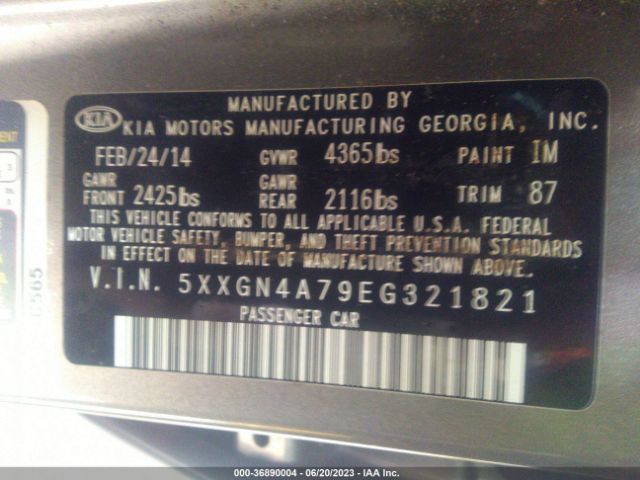 MANUFACTURED BY
KIA KIA MOTORS MANUFACTURING GEORGIA, INC.
FEB/24/14 GVWR 4365lbs PAINT IM
GAWR FRONT 2425lbs GAWR REAR 2116lbs TRIM 87
THIS VEHICLE CONFORMS TO ALL APPLICABLE U.S.A. FEDERAL
MOTOR VEHICLE SAFETY, BUMPER, AND THEFT PREVENTION STANDARDS
IN EFFECT ON THE DATE OF MANUFACTURE SHOWN ABOVE.
V.I.N. 5XXGN4A79EG321821
PASSENGER CAR
C565
000-36890004 - 06/20/2023 - IAA Inc.